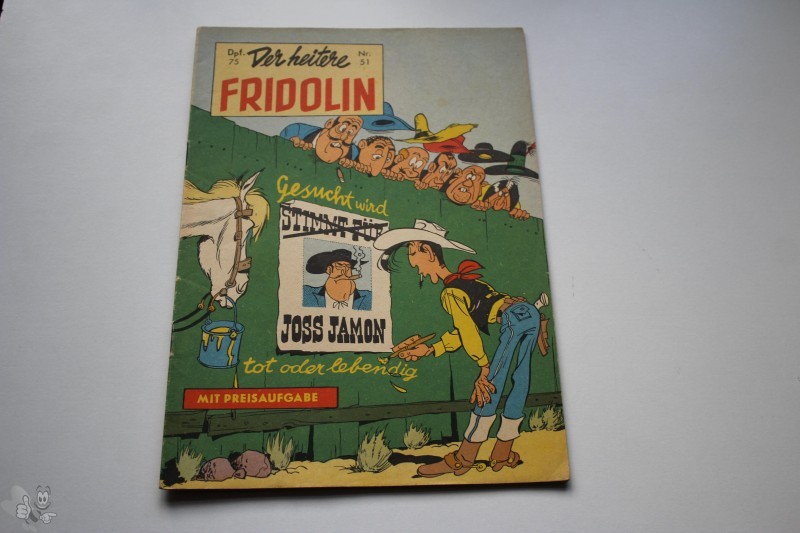 Dpf. 75
Der heitere
Nr. 51
FRIDOLIN
Gesucht wird
STIMMT FÜR
JOSS JAMON
tot oder lebendig
MIT PREISAUFGABE